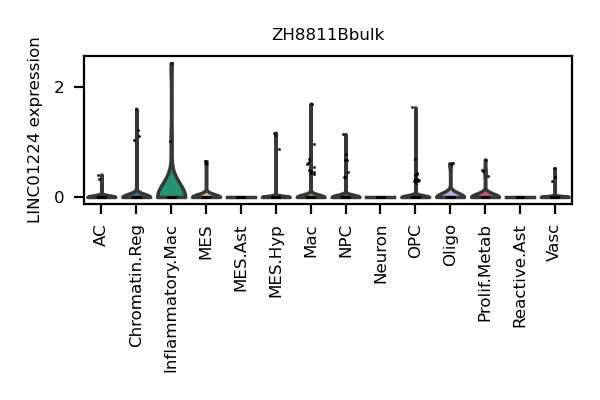 ZH8811Bbulk
LINC01224 expression
2
0
AC
Chromatin.Reg
Inflammatory.Mac
MES
MES.Ast
MES.Hyp
Mac
NPC
Neuron
OPC
Oligo
Prolif.Metab
Reactive.Ast
Vasc